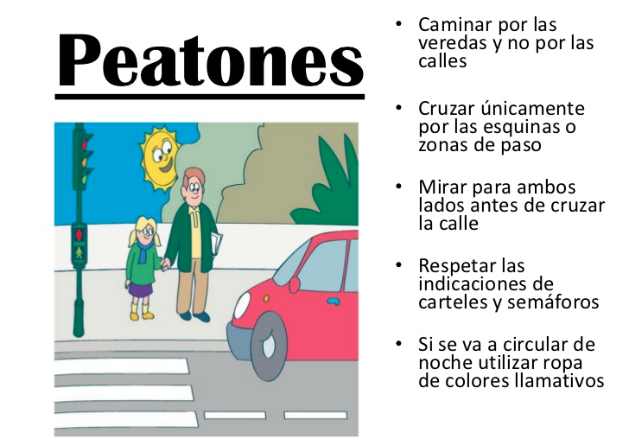 Peatones
• Caminar por las
veredas y no por las
calles
• Cruzar únicamente
por las esquinas o
zonas de paso
• Mirar para ambos
lados antes de cruzar
la calle
• Respetar las
indicaciones de
carteles y semáforos
• Si se va a circular de
noche utilizar ropa
de colores llamativos